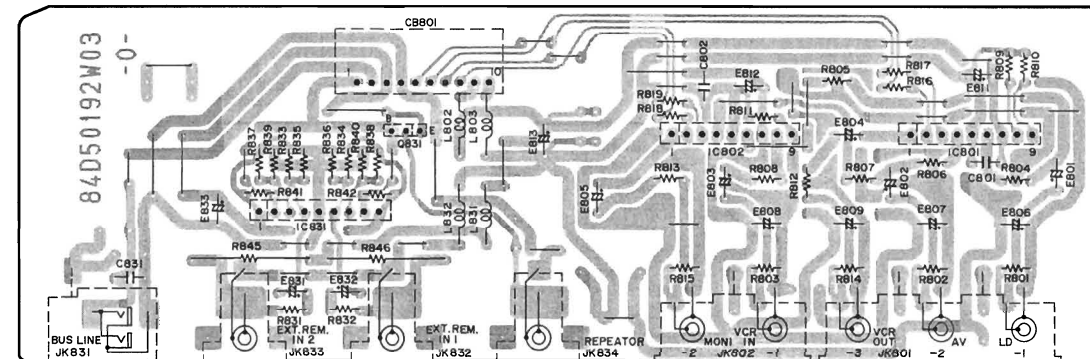 84D550192W03
-0-
CB801
1
10
C802
R817
R809
R810
E812
R805
R816
E811
R819
R818
R811
L802
L803
B
E
Q831
E813
E804
R837
R839
R833
R835
R836
R834
R840
R838
IC802
9
IC801
9
R813
E803
R808
R812
R807
E802
R806
C801
R804
E801
E805
R841
R842
E833
1
IC831
L832
L831
E808
E809
E807
E806
R845
R846
C831
E831
E832
R815
R803
R814
R802
R801
R831
R832
BUS LINE
JK831
EXT.REM.
IN 2
JK833
EXT.REM.
IN 1
JK832
REPEATOR
JK834
MONI
VCR
IN
-2
JK802
-1
VCR
OUT
-3
JK801
-2
AV
LD
-1